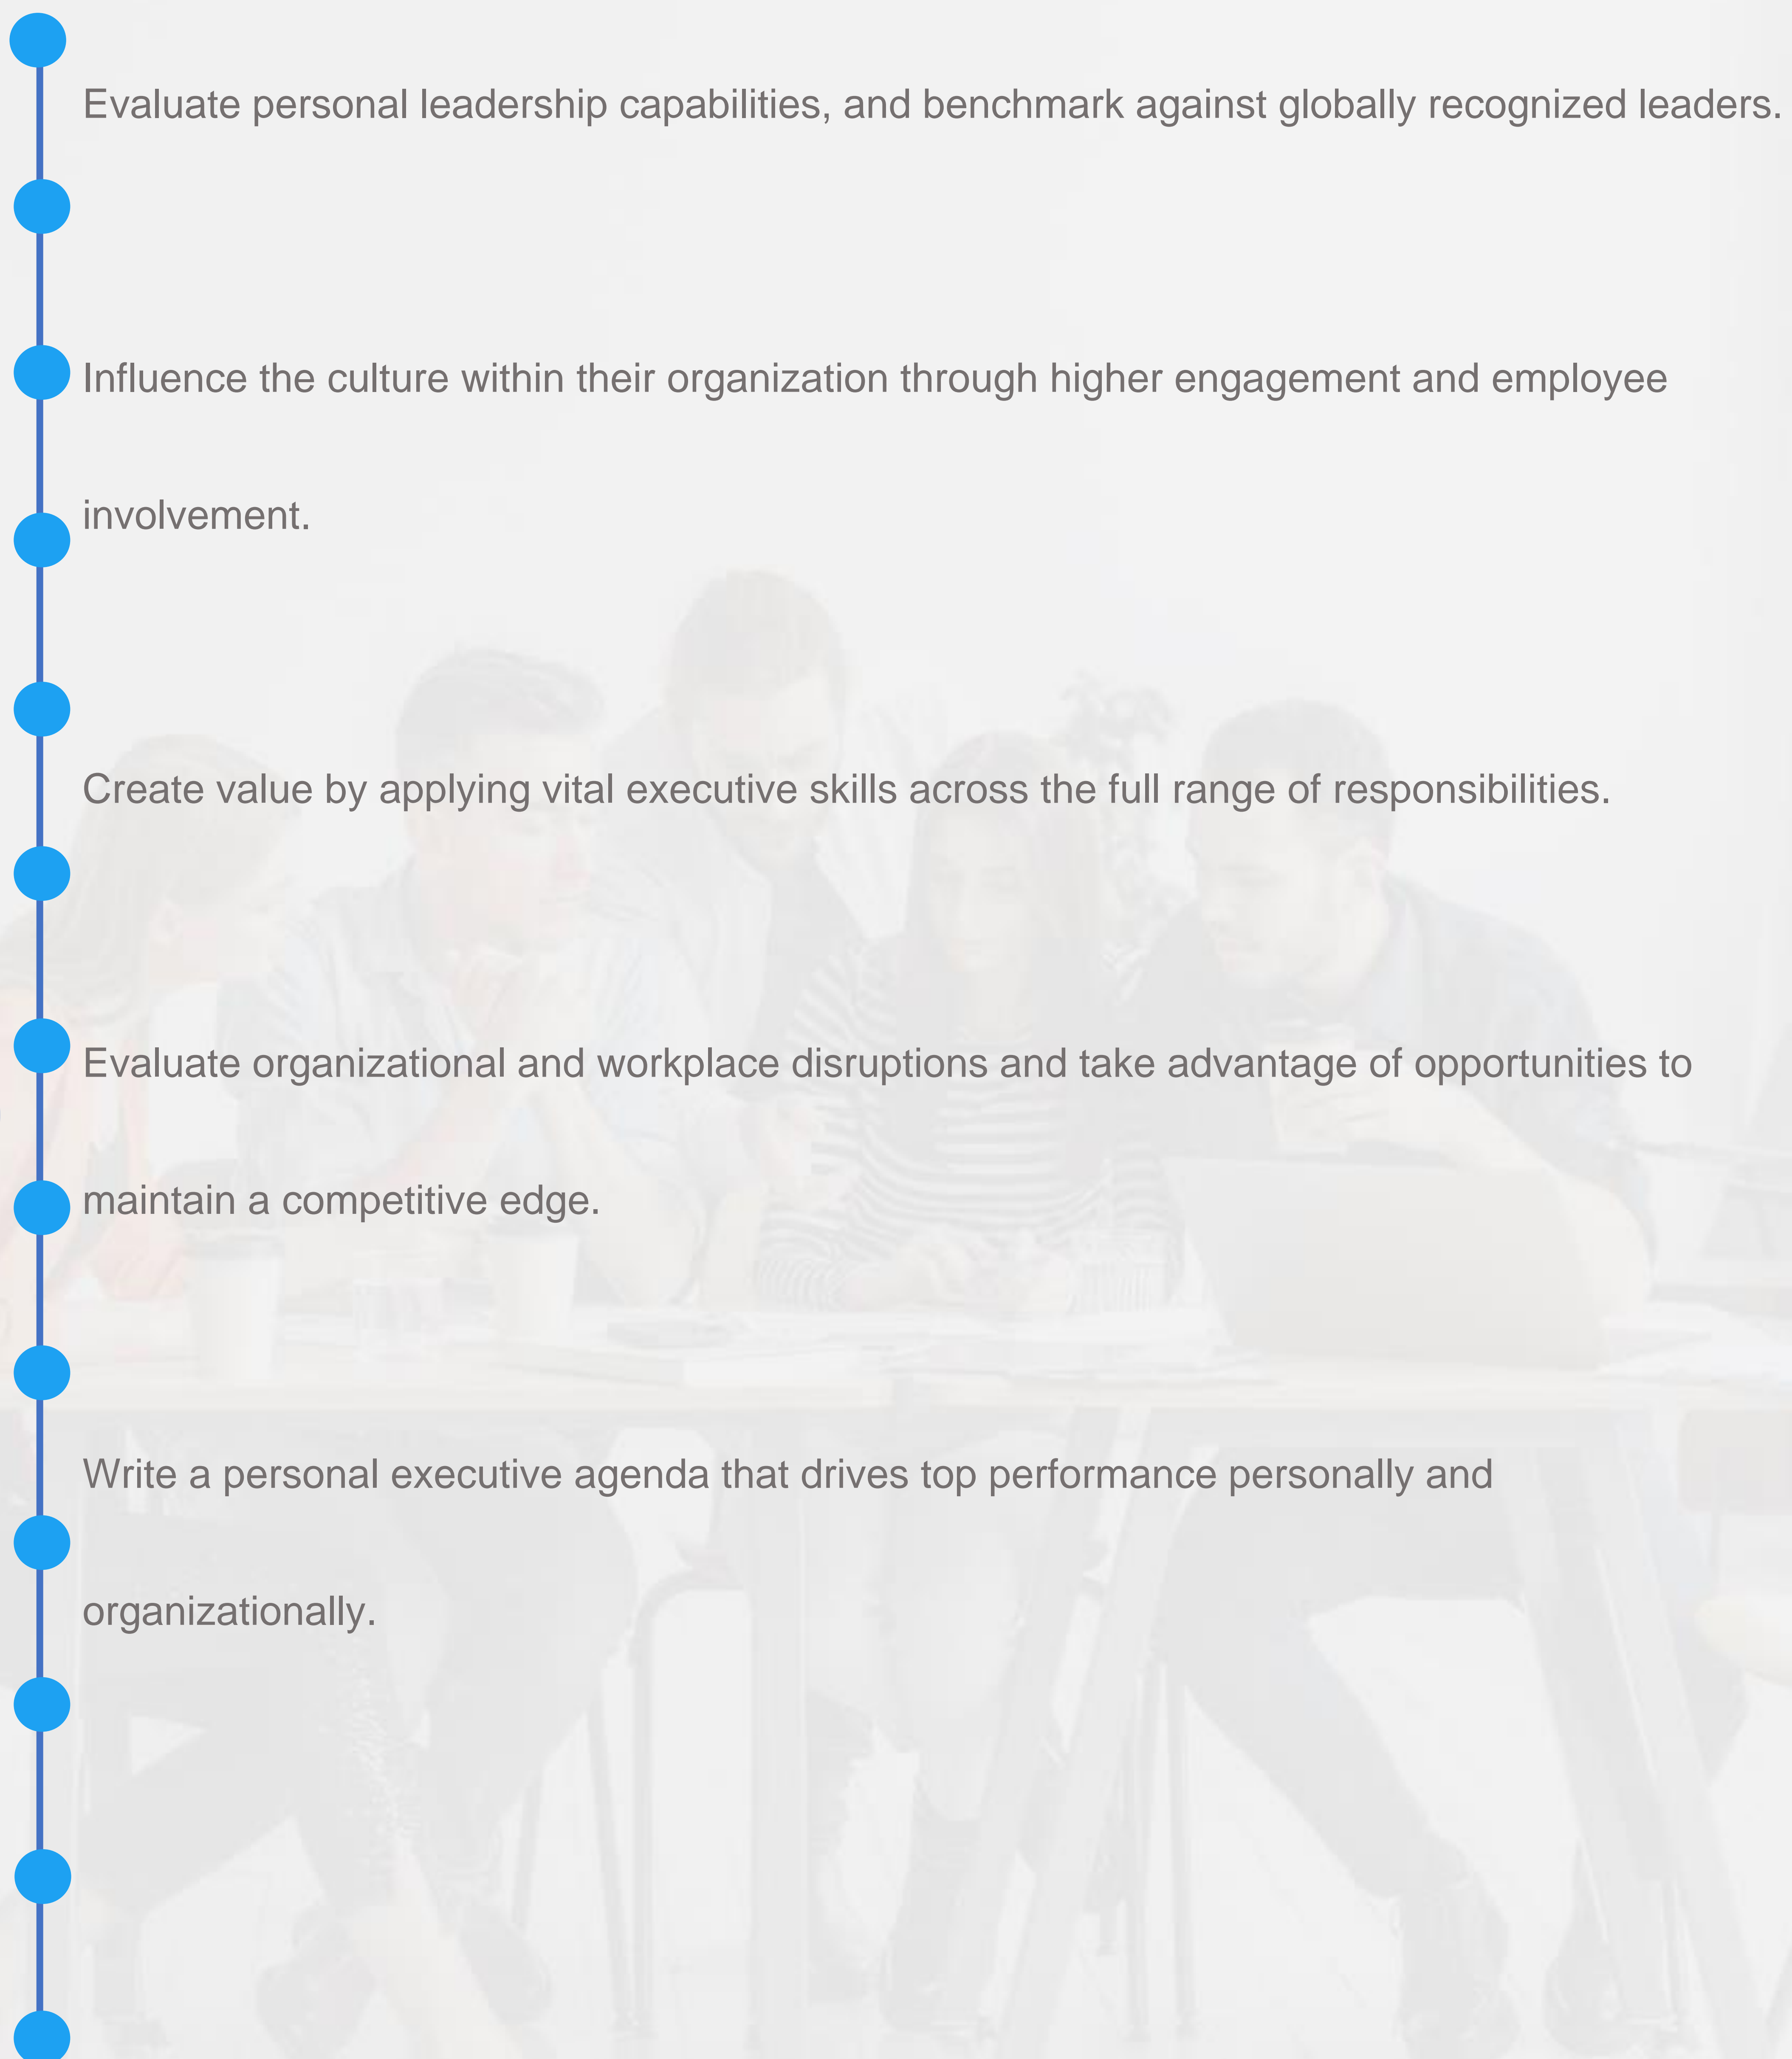 Evaluate personal leadership capabilities, and benchmark against globally recognized leaders.
Influence the culture within their organization through higher engagement and employee
involvement.
Create value by applying vital executive skills across the full range of responsibilities.
Evaluate organizational and workplace disruptions and take advantage of opportunities to
maintain a competitive edge.
Write a personal executive agenda that drives top performance personally and
organizationally.